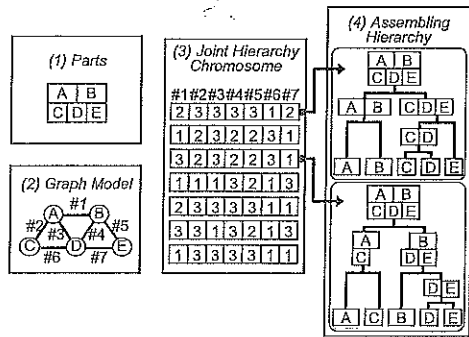 (1) Parts
A B
C D E
(2) Graph Model
#1
A B
#2 #3 #4 #5
C D E
#6 #7
(3) Joint Hierarchy
Chromosome
#1 #2 #3 #4 #5 #6 #7
2 3 3 3 3 1 2
1 2 3 2 2 3 1
3 2 3 2 2 3 1
1 1 1 3 2 1 3
2 3 3 3 3 1 1
3 3 1 3 2 1 3
1 3 3 3 3 1 1
(4) Assembling
Hierarchy
A B
C D E
A B C D E
C D
A B C D E
A B
C D E
A B
C D E
D E
A C B D E